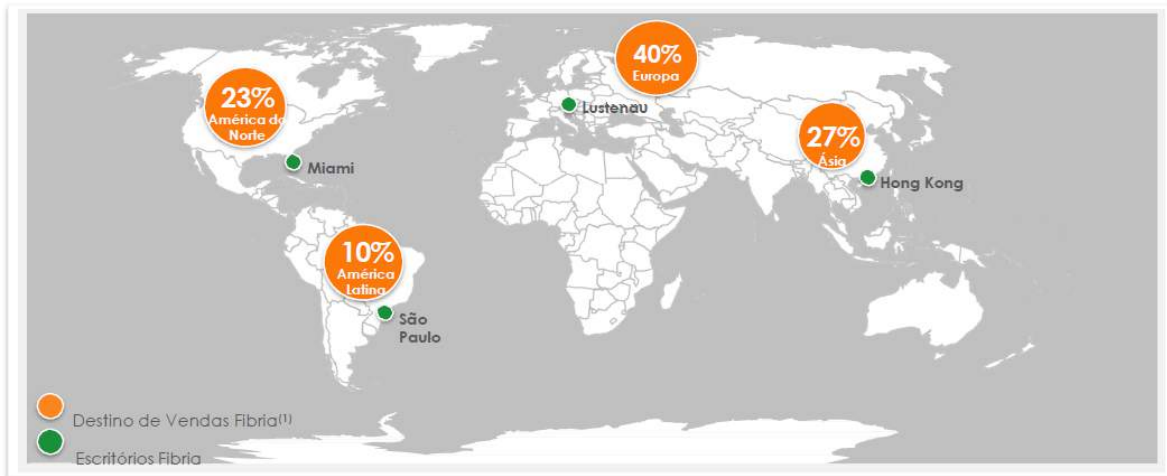 40%
Europa
23%
América do
Norte
Lustenau
27%
Ásia
Miami
Hong Kong
10%
América
Latina
São
Paulo
Destino de Vendas Fibria(1)
Escritórios Fibria